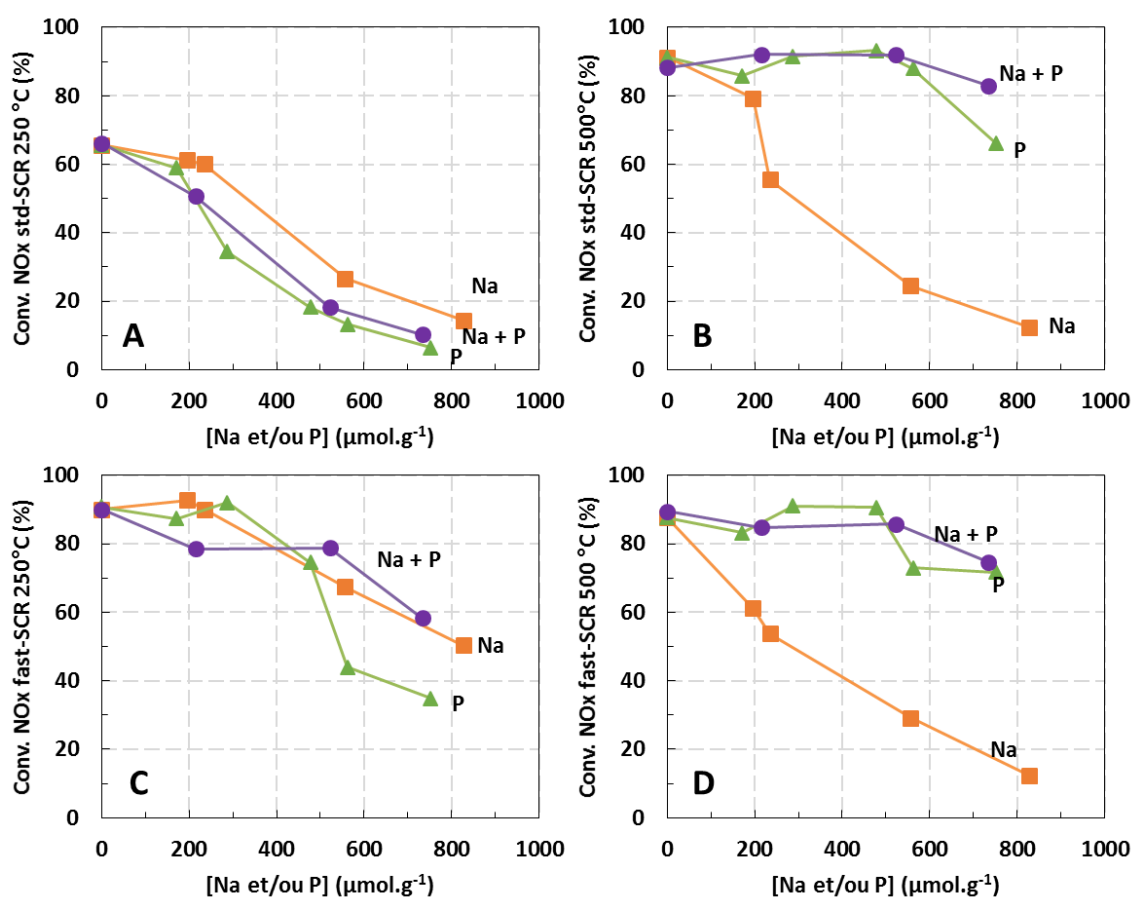 Conv. NOx std-SCR 250 °C (%)
100
80
60
40
20
0
Na
Na + P
P
A
0 200 400 600 800 1000
[Na et/ou P] (µmol.g-1)
Conv. NOx std-SCR 500°C (%)
100
80
60
40
20
0
Na + P
P
Na
B
0 200 400 600 800 1000
[Na et/ou P] (µmol.g-1)
Conv. NOx fast-SCR 250°C (%)
100
80
60
40
20
0
Na + P
Na
P
C
0 200 400 600 800 1000
[Na et/ou P] (µmol.g-1)
Conv. NOx fast-SCR 500 °C (%)
100
80
60
40
20
0
Na + P
P
Na
D
0 200 400 600 800 1000
[Na et/ou P] (µmol.g-1)